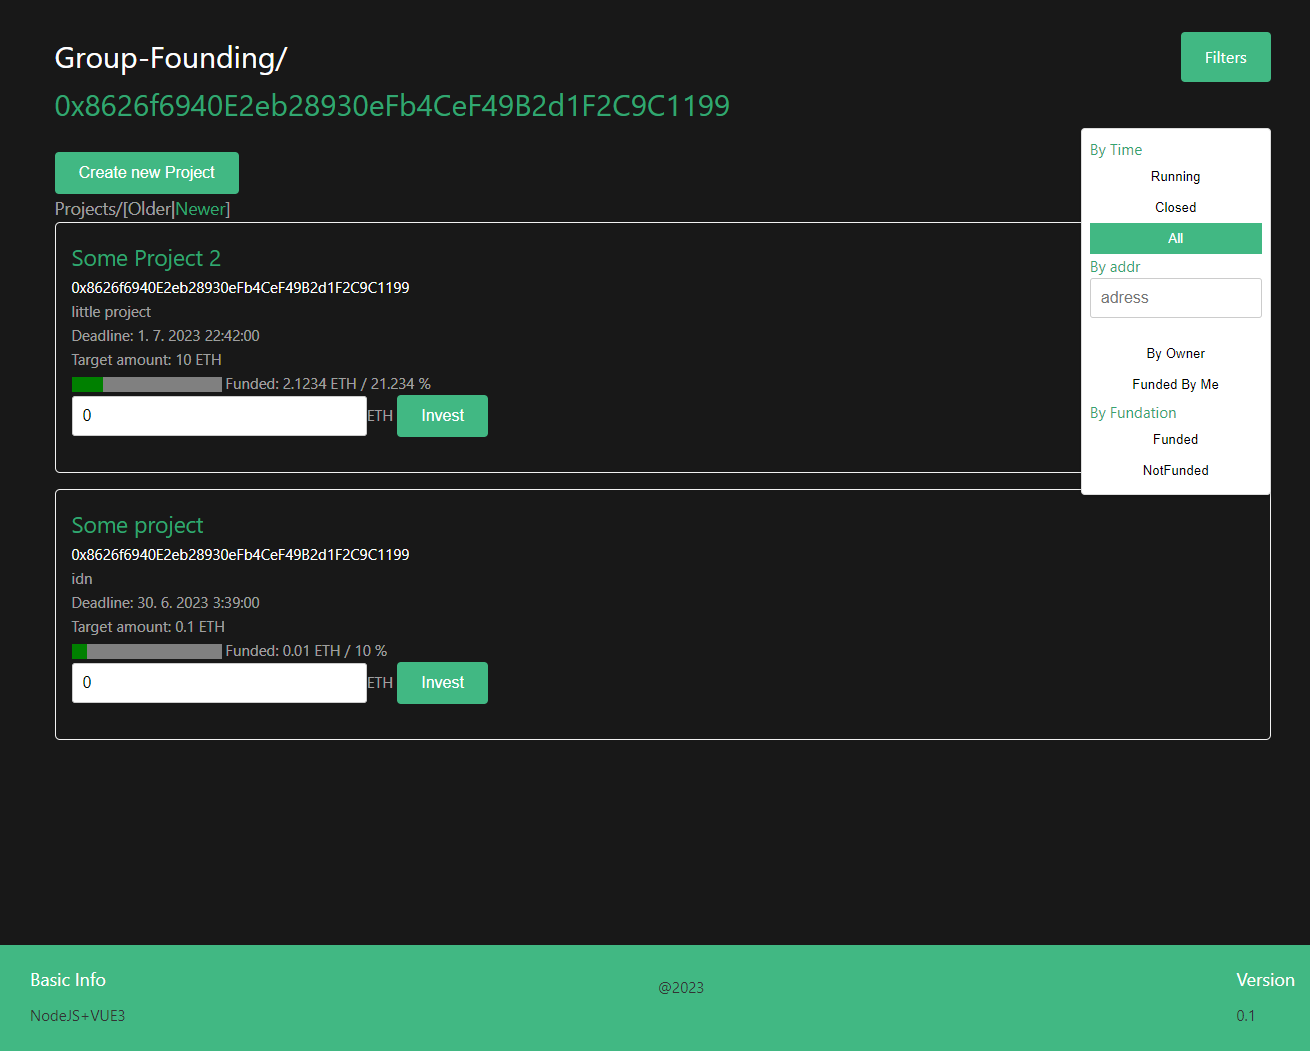 Group-Founding/
0x8626f6940E2eb28930eFb4CeF49B2d1F2C9C1199
Filters
Create new Project
Projects/[Older|Newer]
Some Project 2
0x8626f6940E2eb28930eFb4CeF49B2d1F2C9C1199
little project
Deadline: 1. 7. 2023 22:42:00
Target amount: 10 ETH
Funded: 2.1234 ETH / 21.234 %
0 ETH Invest
Some project
0x8626f6940E2eb28930eFb4CeF49B2d1F2C9C1199
idn
Deadline: 30. 6. 2023 3:39:00
Target amount: 0.1 ETH
Funded: 0.01 ETH / 10 %
0 ETH Invest
By Time
Running
Closed
All
By addr
adress
By Owner
Funded By Me
By Fundation
Funded
NotFunded
Basic Info
NodeJS+VUE3
@2023
Version
0.1